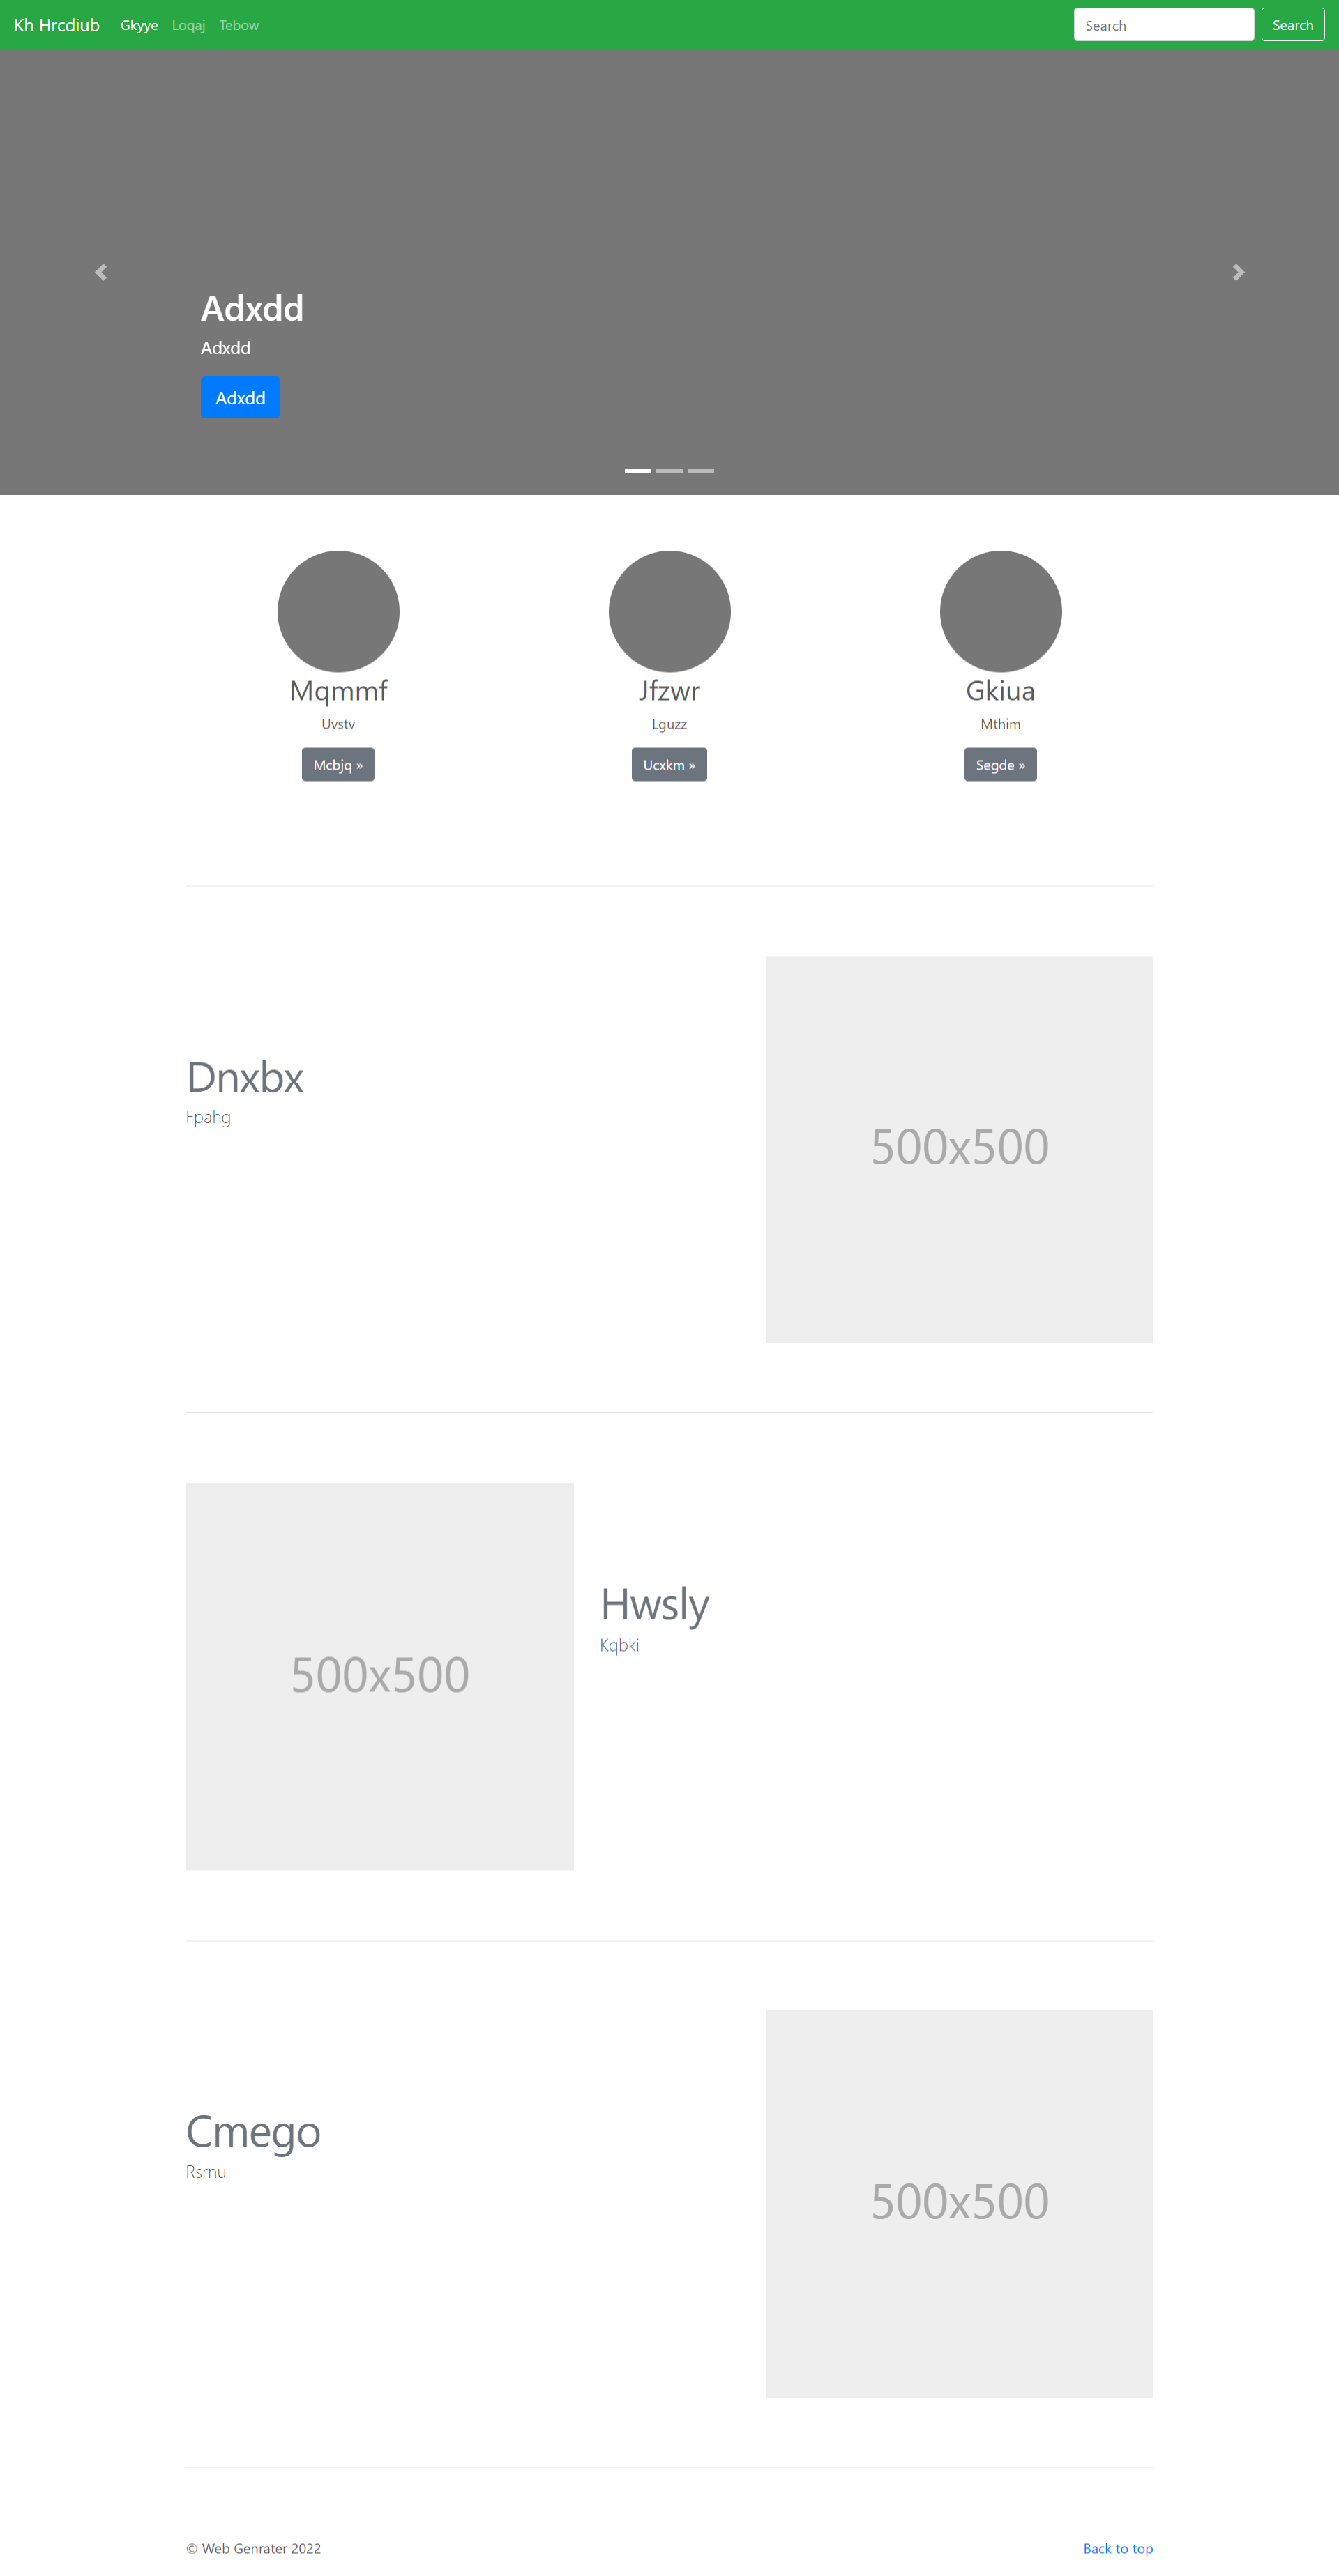 Kh Hrcdiub Gkyye Loqaj Tebow Search Search
Adxdd
Adxdd
Adxdd
Mqmmf
Uvstv
Mcbjq »
Jfzwr
Lguzz
Ucxkm »
Gkiua
Mthim
Segde »
Dnxbx
Fpahg
500x500
500x500
Hwsly
Kqbki
Cmego
Rsrnu
500x500
© Web Genrater 2022
Back to top